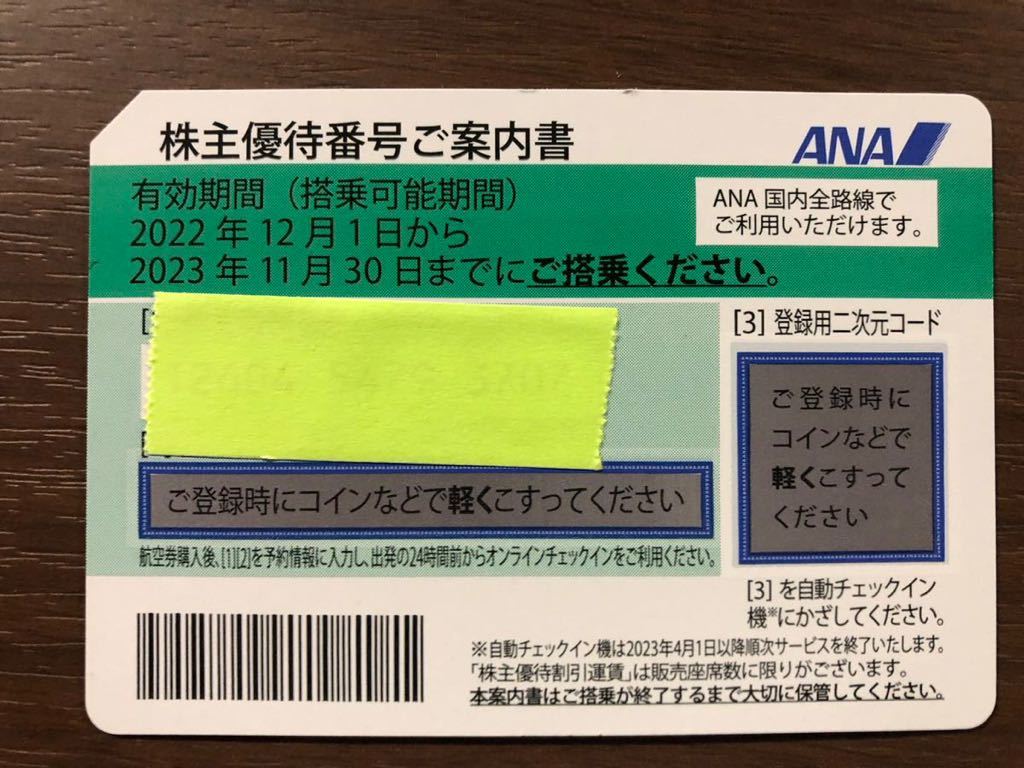 株主優待番号ご案内書
ANA
有効期間（搭乗可能期間）
2022 年 12 月 1 日から
2023 年 11 月 30 日までにご搭乗ください。
ANA 国内全路線で
ご利用いただけます。
[3] 登録用二次元コード
ご登録時に
コインなどで
軽くこすって
ください
ご登録時にコインなどで軽くこすってください
航空券購入後、[1][2]を予約情報に入力し、出発の24時間前からオンラインチェックインをご利用ください。
[3] を自動チェックイン
機※にかざしてください。
※自動チェックイン機は2023年4月1日以降順次サービスを終了いたします。
「株主優待割引運賃」は販売座席数に限りがございます。
本案内書はご搭乗が終了するまで大切に保管してください。